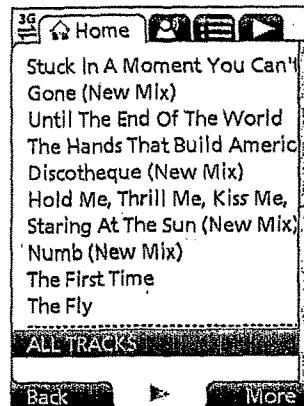 3G
Home
Stuck In A Moment You Can't
Gone (New Mix)
Until The End Of The World
The Hands That Build Americ
Discotheque (New Mix)
Hold Me, Thrill Me, Kiss Me,
Staring At The Sun (New Mix)
Numb (New Mix)
The First Time
The Fly
ALL TRACKS
Back
More